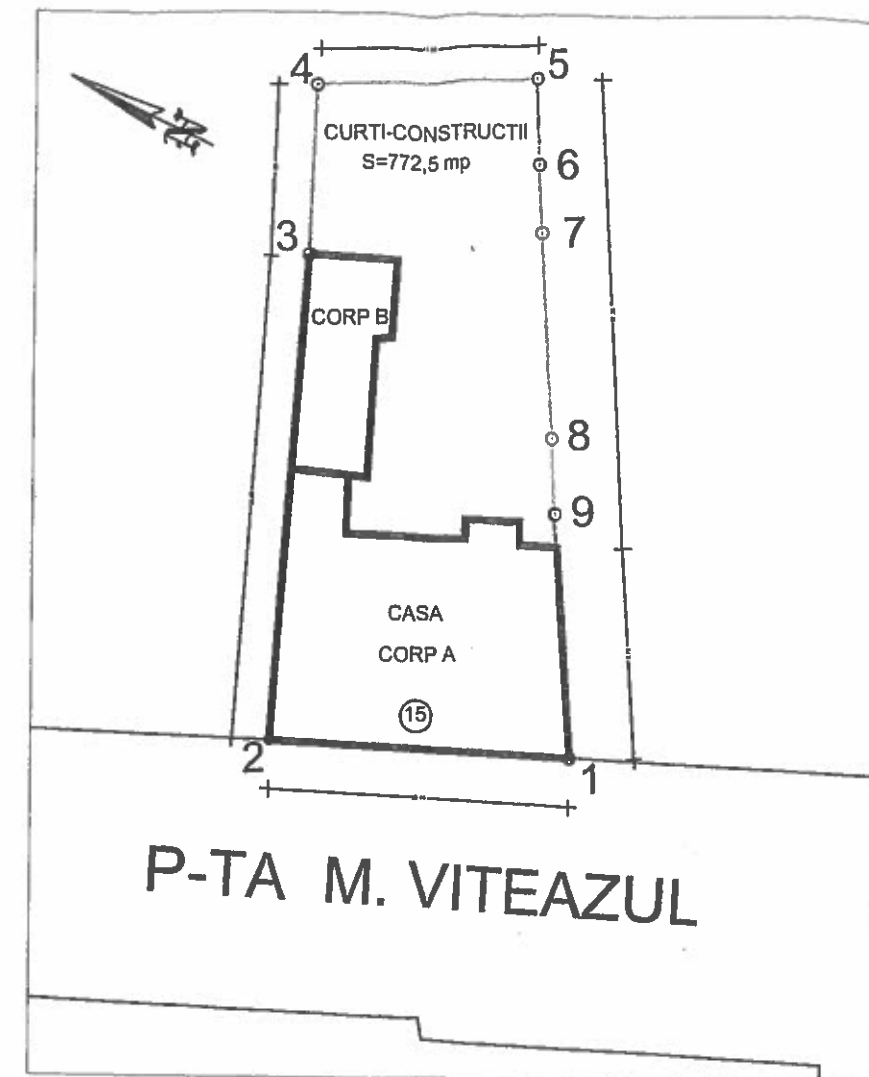 4
5
N
CURTI-CONSTRUCTII
S=772,5 mp
6
7
3
CORP B
8
9
CASA
CORP A
15
2
1
P-TA M. VITEAZUL